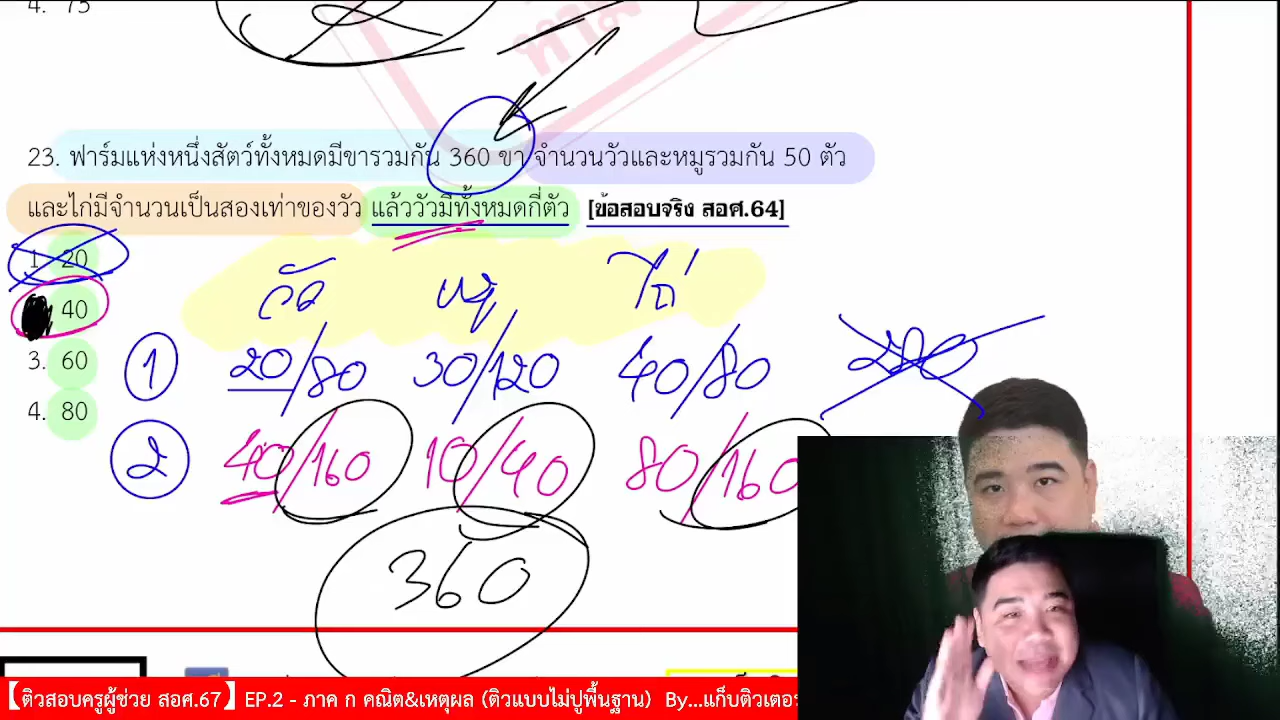 4. 75
ห้าม
23. ฟาร์มแห่งหนึ่งสัตว์ทั้งหมดมีขารวมกัน 360 ขา จำนวนวัวและหมูรวมกัน 50 ตัว
และไก่มีจำนวนเป็นสองเท่าของวัว แล้ววัวมีทั้งหมดกี่ตัว [ข้อสอบจริง สอศ.64]
1. 20
40
3. 60
4. 80
วัว หมู ไก่
1 20/80 30/120 40/80 280
2 40/160 10/40 80/160
360
【ติวสอบครูผู้ช่วย สอศ.67】 EP.2 - ภาค ก คณิต&เหตุผล (ติวแบบไม่ปูพื้นฐาน) By...แก็บติวเตอร์